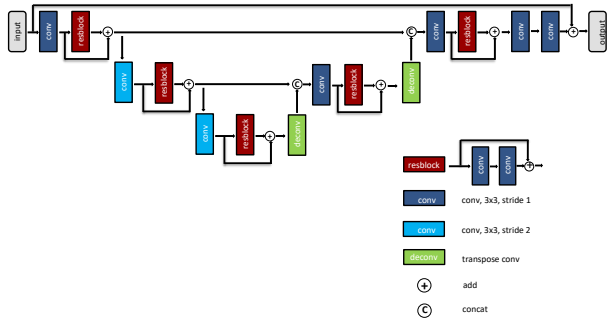 input
conv
resblock
+
C
conv
resblock
+
conv
conv
+
output
conv
resblock
+
C
conv
resblock
+
deconv
conv
resblock
+
deconv
resblock
conv
conv
+
conv
conv, 3x3, stride 1
conv
conv, 3x3, stride 2
deconv
transpose conv
+
add
C
concat